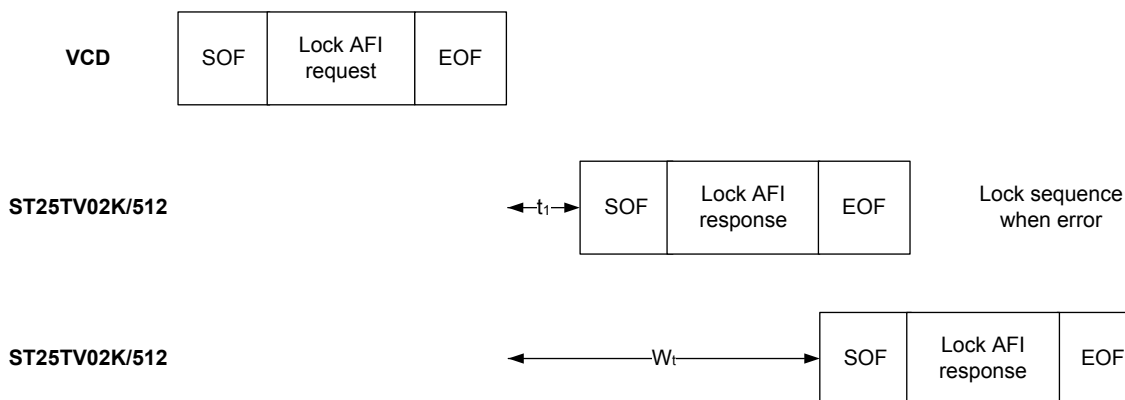 VCD
SOF
Lock AFI
request
EOF
ST25TV02K/512
t1
SOF
Lock AFI
response
EOF
Lock sequence
when error
ST25TV02K/512
Wt
SOF
Lock AFI
response
EOF